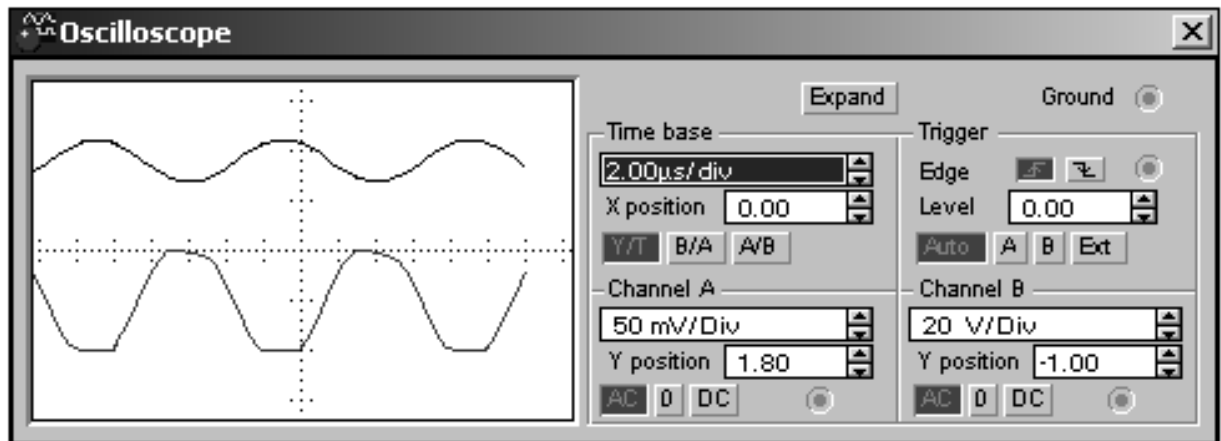 Oscilloscope
Expand
Ground
Time base
2.00µs/div
X position 0.00
Y/T B/A A/B
Trigger
Edge
Level 0.00
Auto A B Ext
Channel A
50 mV/Div
Y position 1.80
AC 0 DC
Channel B
20 V/Div
Y position -1.00
AC 0 DC